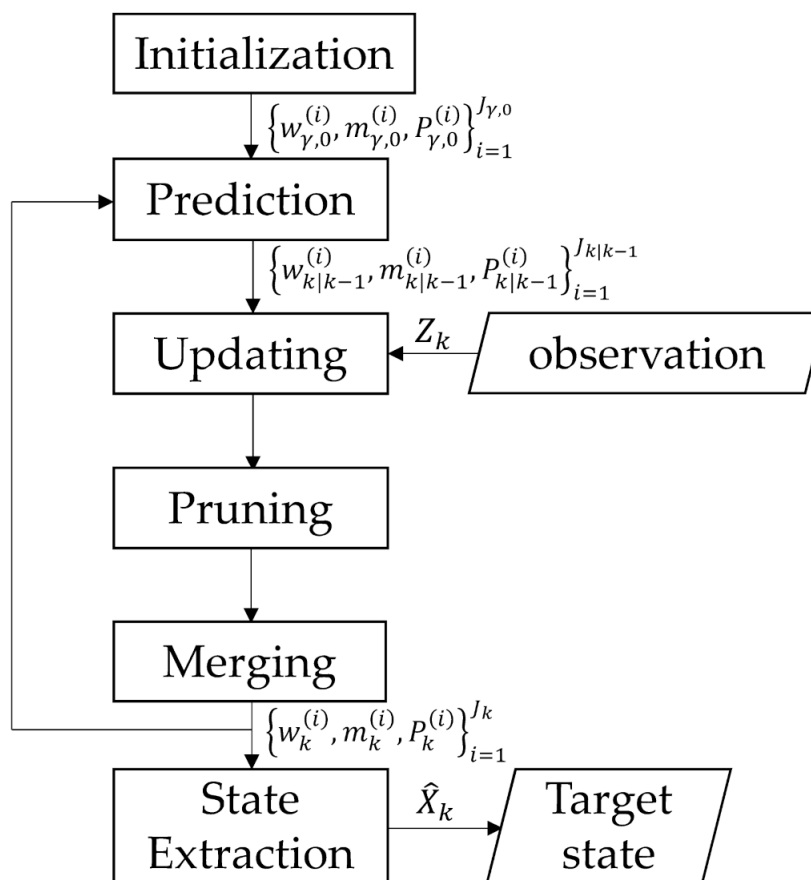 Initialization
{w_{γ,0}^{(i)}, m_{γ,0}^{(i)}, P_{γ,0}^{(i)}}_{i=1}^{J_{γ,0}}
Prediction
{w_{k|k−1}^{(i)}, m_{k|k−1}^{(i)}, P_{k|k−1}^{(i)}}_{i=1}^{J_{k|k−1}}
Updating
Z_k
observation
Pruning
Merging
{w_k^{(i)}, m_k^{(i)}, P_k^{(i)}}_{i=1}^{J_k}
State
Extraction
X̂_k
Target
state